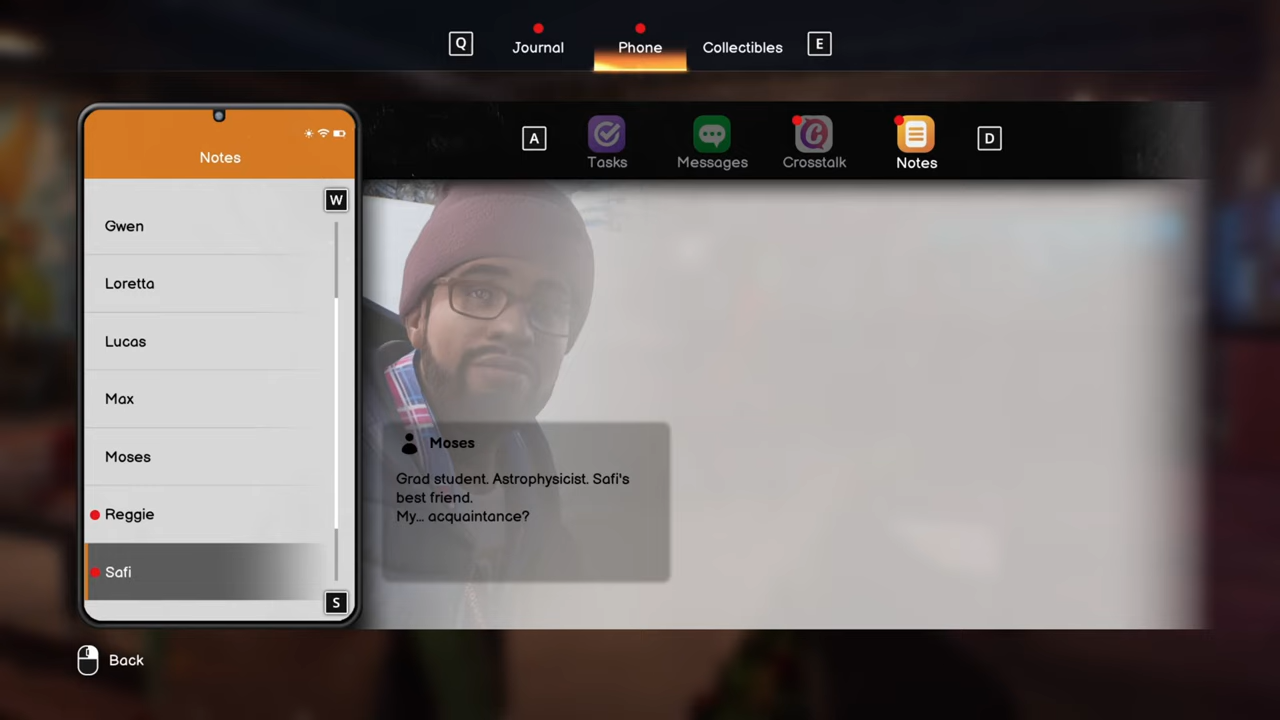 Q
Journal
Phone
Collectibles
E
Notes
A
Tasks
Messages
Crosstalk
Notes
D
W
Gwen
Loretta
Lucas
Max
Moses
Reggie
Safi
S
Moses
Grad student. Astrophysicist. Safi's
best friend.
My... acquaintance?
Back